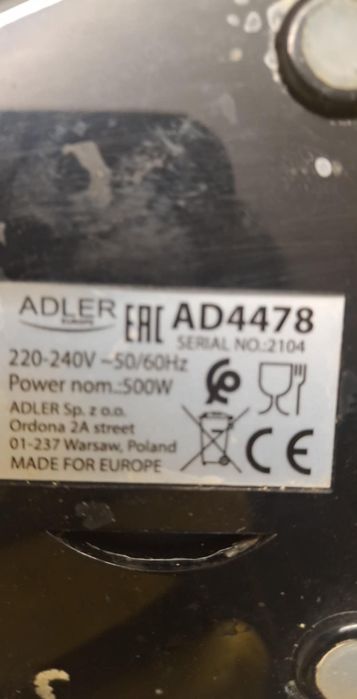 ADLER
EUROPE
EAC AD4478
SERIAL NO.:2104
220-240V ~50/60Hz
Power nom.:500W
ADLER Sp. z o.o.
Ordona 2A street
01-237 Warsaw, Poland
MADE FOR EUROPE
CE